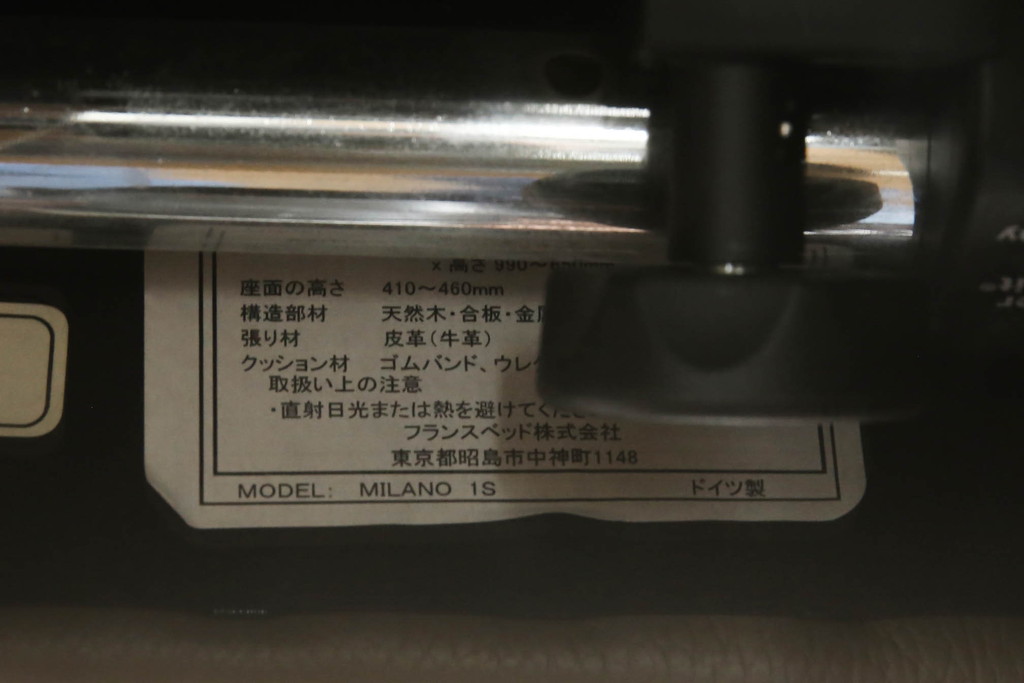 × 高さ 990～
座面の高さ 410～460mm
構造部材 天然木・合板・金
張り材 皮革（牛革）
クッション材 ゴムバンド、ウレ
取扱い上の注意
・直射日光または熱を避けてくだ
フランスベッド株式会社
東京都昭島市中神町1148
MODEL: MILANO 1S ドイツ製